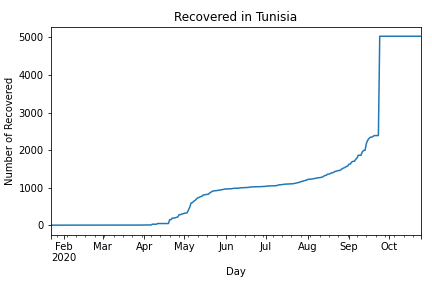 Recovered in Tunisia
Number of Recovered
5000
4000
3000
2000
1000
0
Feb Mar Apr May Jun Jul Aug Sep Oct
2020
Day